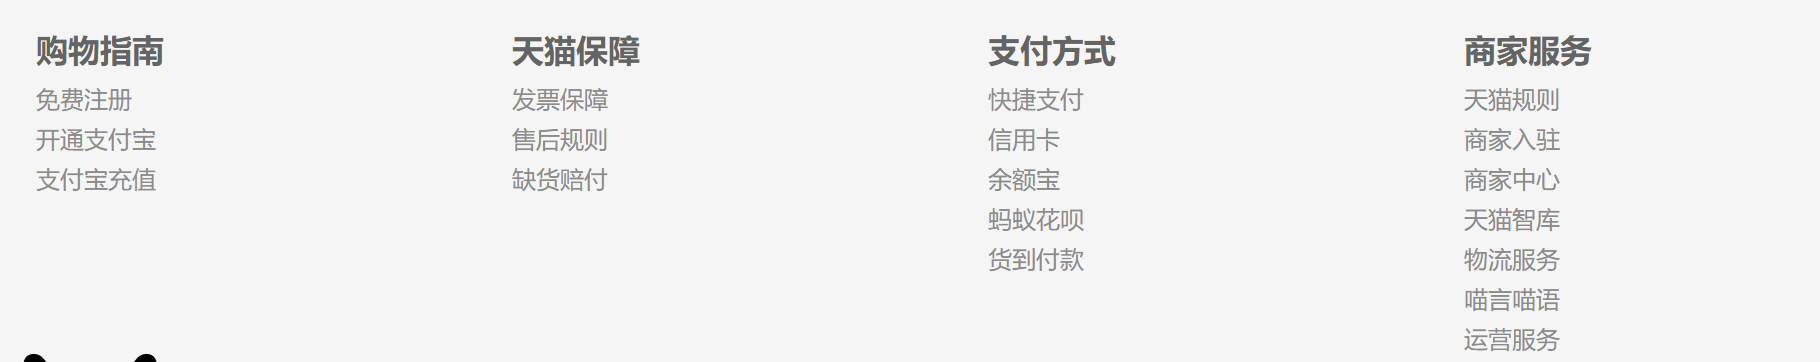 购物指南
免费注册
开通支付宝
支付宝充值
天猫保障
发票保障
售后规则
缺货赔付
支付方式
快捷支付
信用卡
余额宝
蚂蚁花呗
货到付款
商家服务
天猫规则
商家入驻
商家中心
天猫智库
物流服务
喵言喵语
运营服务